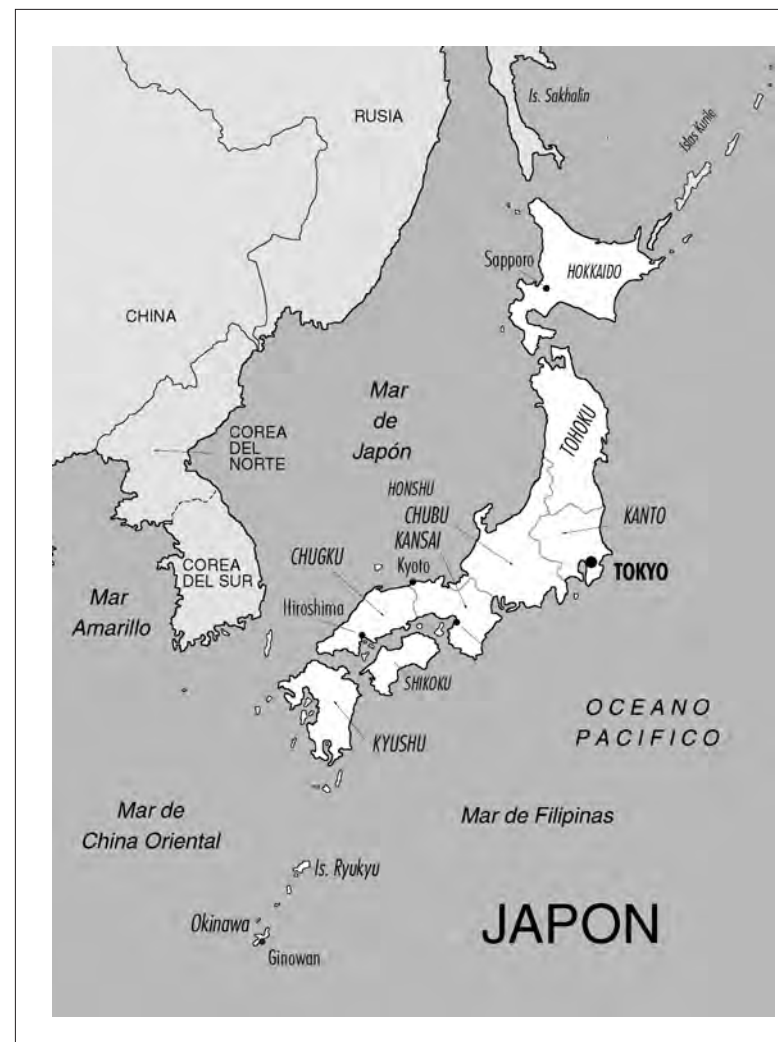 Is. Sakhalin
RUSIA
Islas Kurile
Sapporo
HOKKAIDO
CHINA
Mar
de
Japón
TOHOKU
COREA
DEL
NORTE
HONSHU
CHUBU
KANTO
KANSAI
CHUGKU
Kyoto
COREA
DEL SUR
TOKYO
Mar
Amarillo
Hiroshima
SHIKOKU
OCEANO
PACIFICO
KYUSHU
Mar de
China Oriental
Mar de Filipinas
Is. Ryukyu
Okinawa
JAPON
Ginowan